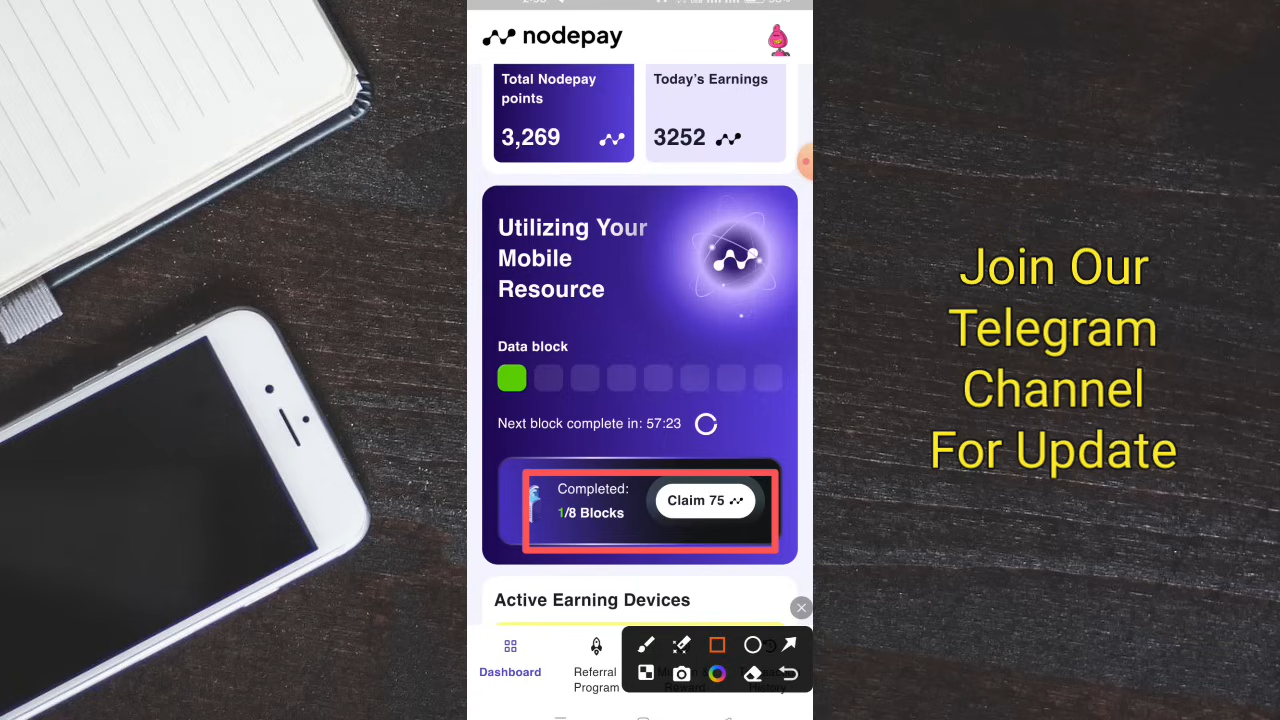 nodepay
Total Nodepay
points
3,269
Today's Earnings
3252
Utilizing Your
Mobile
Resource
Data block
Next block complete in: 57:23
Completed:
1/8 Blocks
Claim 75
Active Earning Devices
Dashboard
Referral
Program
Reward
History
Join Our
Telegram
Channel
For Update